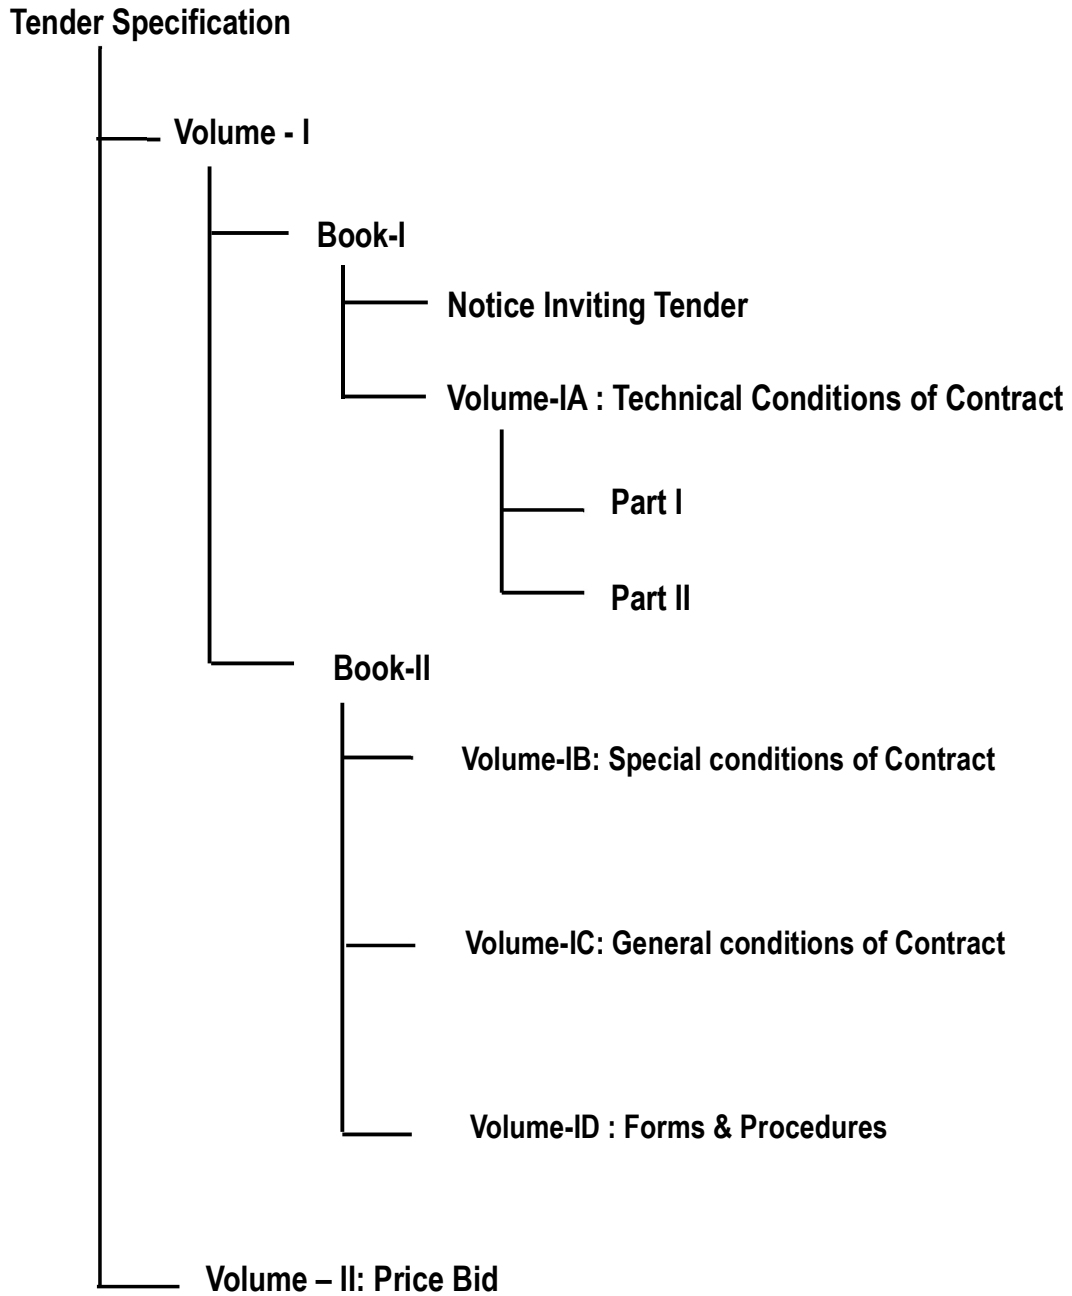 Tender Specification
Volume - I
Book-I
Notice Inviting Tender
Volume-IA : Technical Conditions of Contract
Part I
Part II
Book-II
Volume-IB: Special conditions of Contract
Volume-IC: General conditions of Contract
Volume-ID : Forms & Procedures
Volume – II: Price Bid